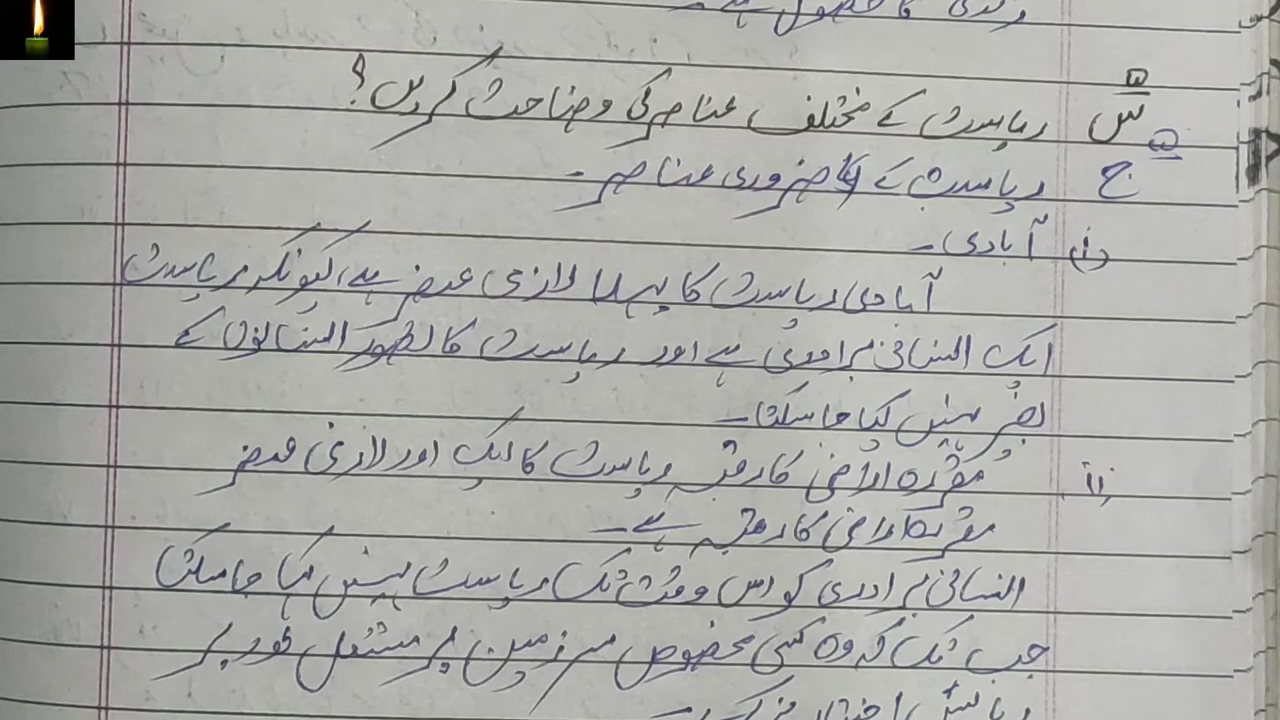 س ریاست کے مختلف عناصر کی وضاحت کریں؟
ج ریاست کے ضروری عناصر۔
(i) آبادی۔
آبادی ریاست کا پہلا لازمی عنصر ہے، کیونکہ ریاست
ایک انسانی برادری ہے اور ریاست کا تصور انسانوں کے
بغیر نہیں کیا جا سکتا۔
ii) مقررہ اراضی کا رقبہ ریاست کا ایک اور لازمی عنصر
مقررہ اراضی کا رقبہ ہے۔
انسانی برادری کو اس وقت تک ریاست نہیں کہا جا سکتا
جب تک کہ وہ کسی مخصوص سرزمین پر مستقل طور پر